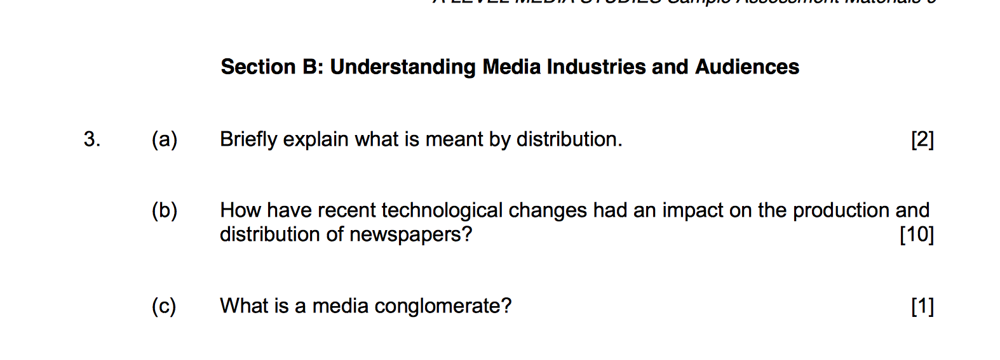 A LEVEL MEDIA STUDIES Sample Assessment Materials 9
Section B: Understanding Media Industries and Audiences
3. (a) Briefly explain what is meant by distribution. [2]
(b) How have recent technological changes had an impact on the production and
distribution of newspapers? [10]
(c) What is a media conglomerate? [1]